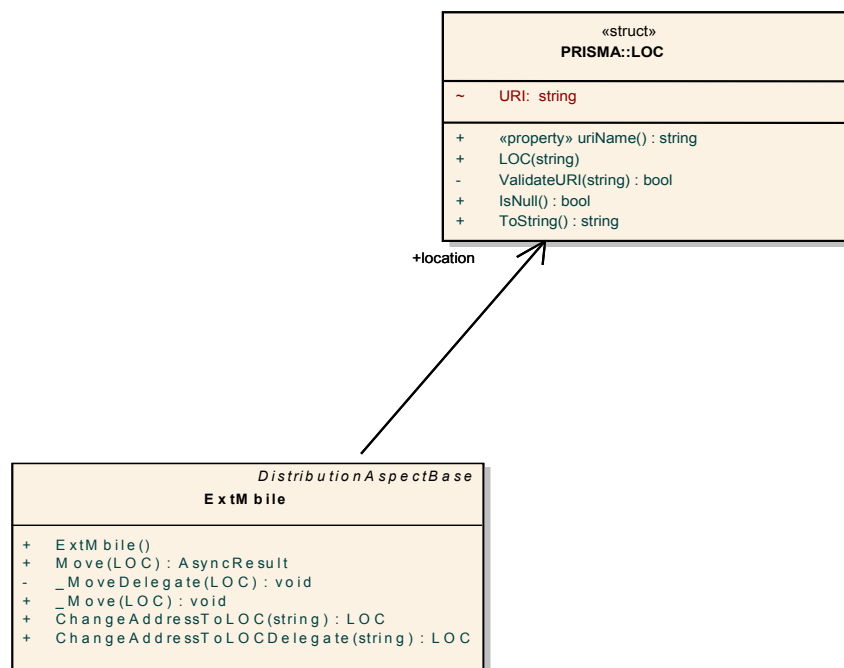 «struct»
PRISMA::LOC
~ URI: string
+ «property» uriName() : string
+ LOC(string)
- ValidateURI(string) : bool
+ IsNull() : bool
+ ToString() : string
+location
DistributionAspectBase
ExtMbile
+ ExtMbile()
+ Move(LOC) : AsyncResult
- _MoveDelegate(LOC) : void
+ _Move(LOC) : void
+ ChangeAddressToLOC(string) : LOC
+ ChangeAddressToLOCDelegate(string) : LOC